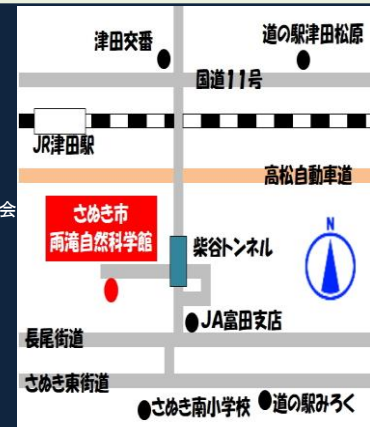 津田交番
道の駅津田松原
国道11号
JR津田駅
高松自動車道
会
さぬき市
雨滝自然科学館
柴谷トンネル
N
JA富田支店
長尾街道
さぬき東街道
さぬき南小学校
道の駅みろく